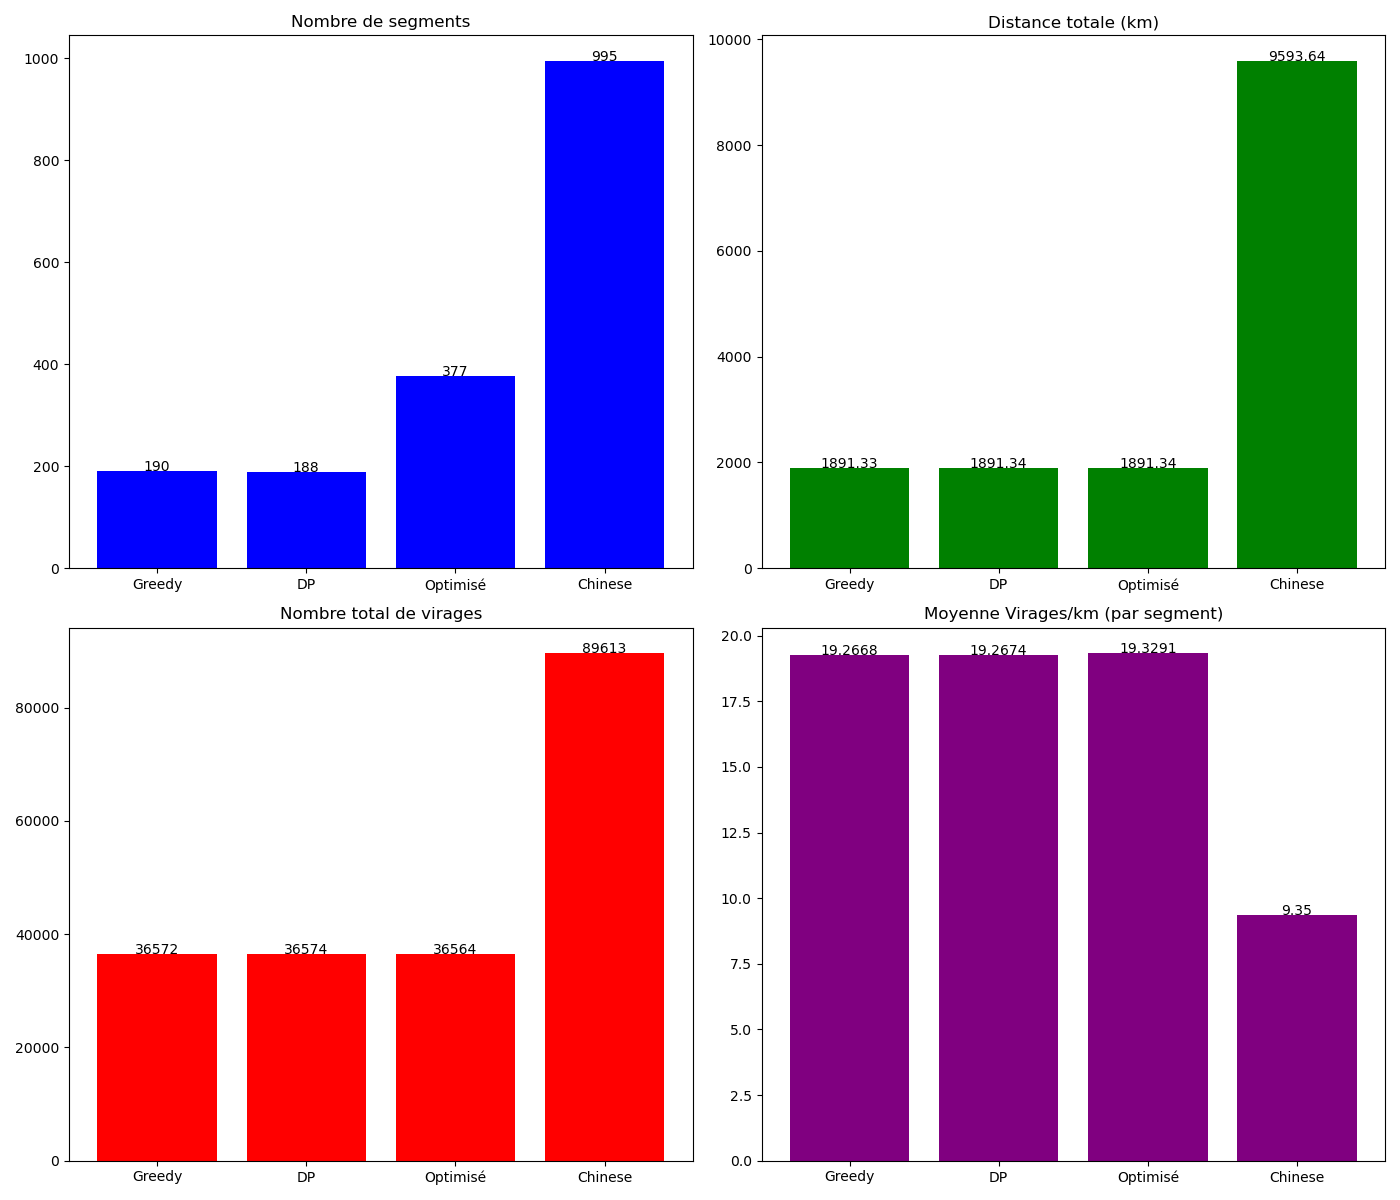 Nombre de segments
1000
800
600
400
200
0
190
188
377
995
Greedy
DP
Optimisé
Chinese
Distance totale (km)
10000
8000
6000
4000
2000
0
1891.33
1891.34
1891.34
9593.64
Greedy
DP
Optimisé
Chinese
Nombre total de virages
80000
60000
40000
20000
0
36572
36574
36564
89613
Greedy
DP
Optimisé
Chinese
Moyenne Virages/km (par segment)
20.0
17.5
15.0
12.5
10.0
7.5
5.0
2.5
0.0
19.2668
19.2674
19.3291
9.35
Greedy
DP
Optimisé
Chinese